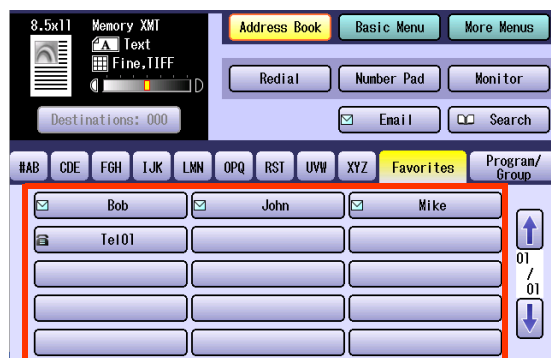 8.5x11 Memory XMT
A Text
Fine,TIFF
D
Destinations: 000
Address Book Basic Menu More Menus
Redial Number Pad Monitor
Email Search
#AB CDE FGH IJK LMN OPQ RST UVW XYZ Favorites Program/
Group
Bob John Mike
Tel01
01
/
01